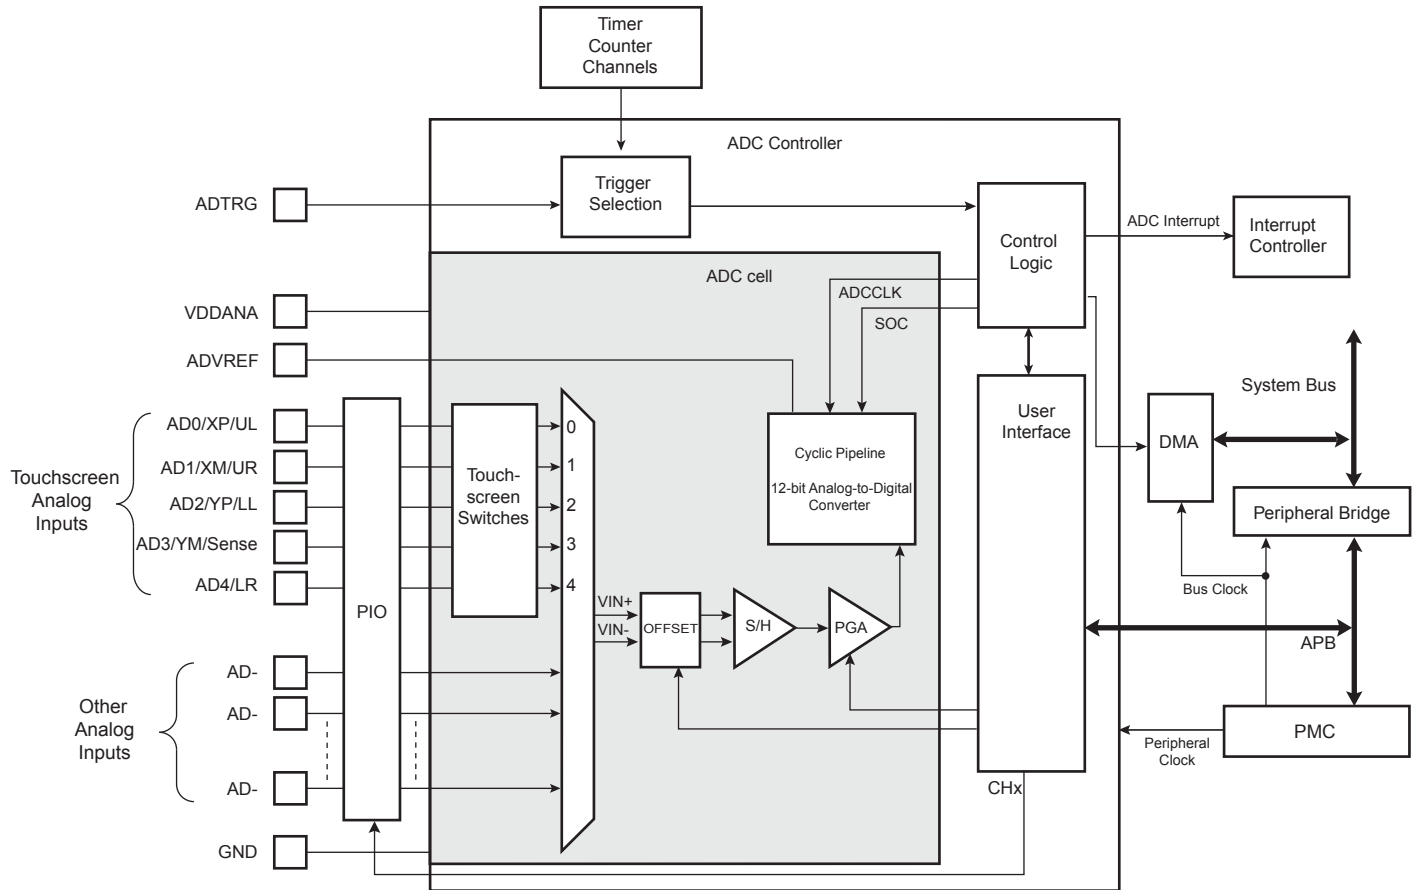 Timer
Counter
Channels
ADC Controller
ADTRG
Trigger
Selection
Control
Logic
ADC Interrupt
Interrupt
Controller
ADC cell
VDDANA
ADCCLK
SOC
ADVREF
User
Interface
System Bus
Touchscreen
Analog
Inputs
AD0/XP/UL
AD1/XM/UR
AD2/YP/LL
AD3/YM/Sense
AD4/LR
PIO
Touch-
screen
Switches
0
1
2
3
4
Cyclic Pipeline
12-bit Analog-to-Digital
Converter
DMA
Peripheral Bridge
Bus Clock
VIN+
VIN-
OFFSET
S/H
PGA
APB
Other
Analog
Inputs
AD-
AD-
AD-
PMC
Peripheral
Clock
CHx
GND